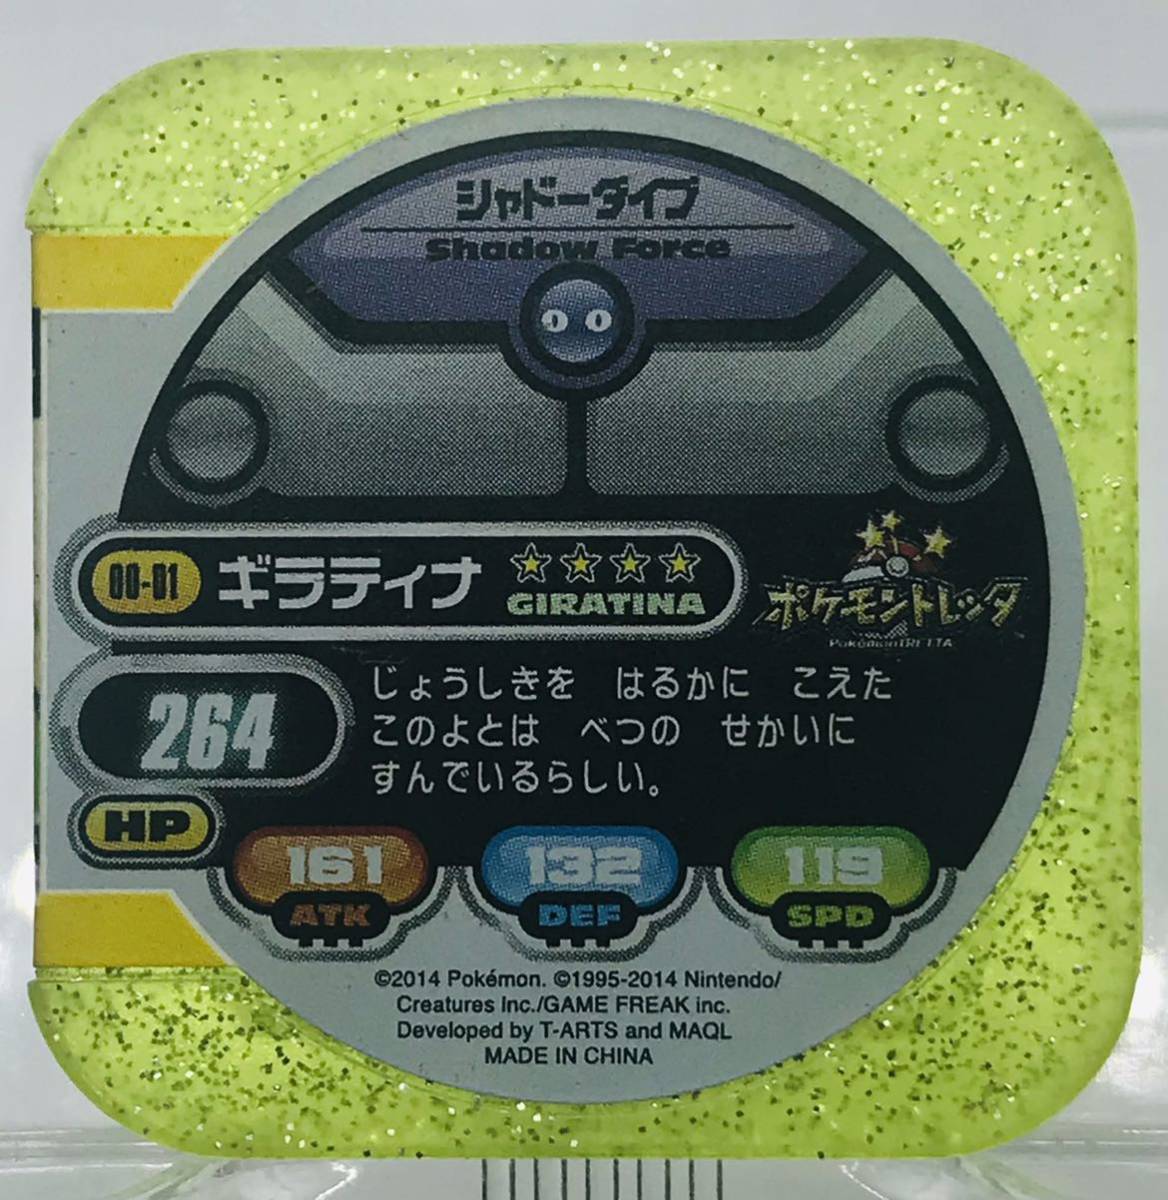 シャドーダイブ
Shadow Force
00-01
ギラティナ
GIRATINA
ポケモントレッタ
PokémonTRETTA
264
HP
じょうしきを はるかに こえた
このよとは べつの せかいに
すんでいるらしい。
161
ATK
132
DEF
119
SPD
©2014 Pokémon. ©1995-2014 Nintendo/
Creatures Inc./GAME FREAK inc.
Developed by T-ARTS and MAQL
MADE IN CHINA